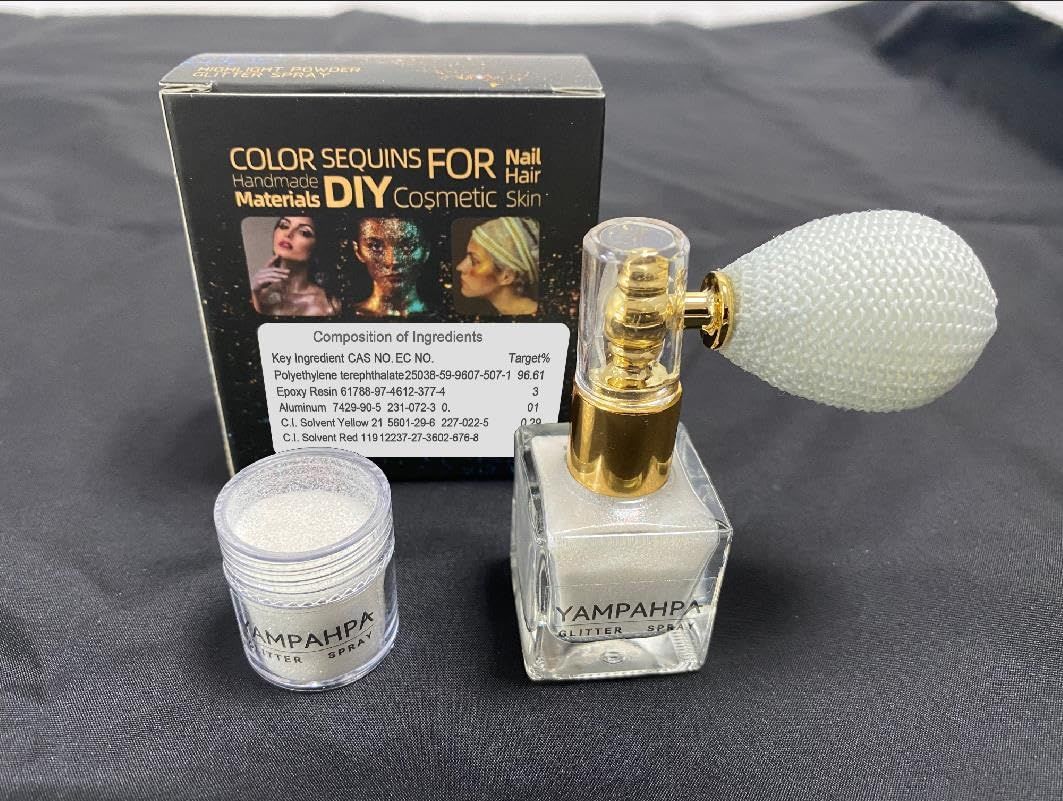 HIGHLIGHT POWDER
GLITTER SPRAY
COLOR SEQUINS FOR Nail
Handmade DIY Cosmetic Hair
Materials Skin
Composition of Ingredients
Key Ingredient CAS NO. EC NO. Target%
Polyethylene terephthalate 25038-59-9607-507-1 96.61
Epoxy Resin 61788-97-4612-377-4 3
Aluminum 7429-90-5 231-072-3 0. 01
C.I. Solvent Yellow 21 5601-29-6 227-022-5 0.29
C.I. Solvent Red 119 12237-27-3602-676-8
YAMPAHPA
GLITTER SPRAY
YAMPAHPA
GLITTER SPRAY